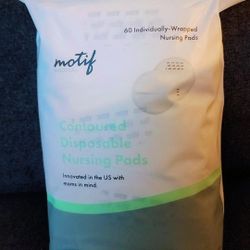 60 Individually-Wrapped
Nursing Pads
motif
Contoured
Disposable
Nursing Pads
Innovated in the US with
moms in mind.